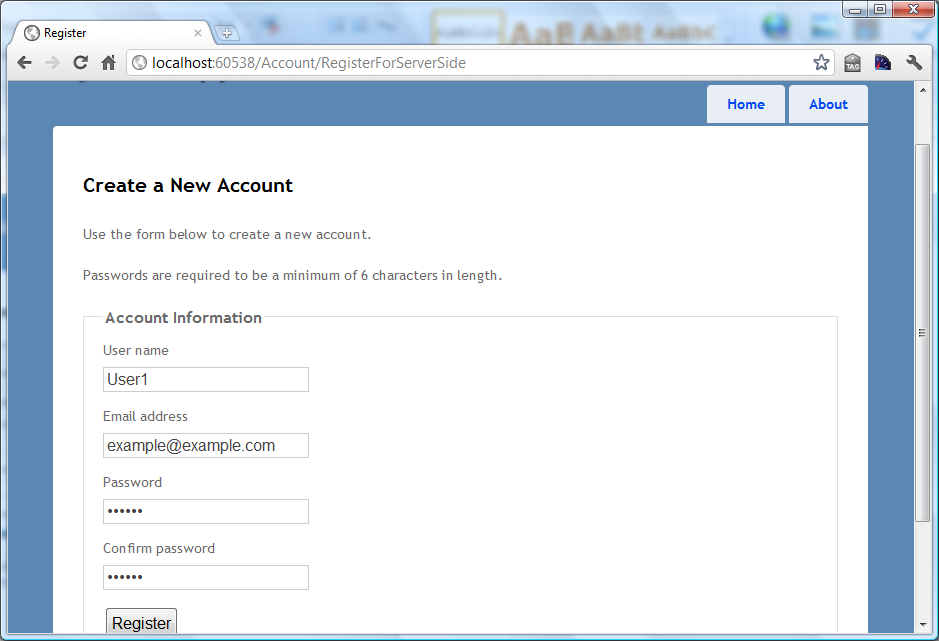 Register
localhost:60538/Account/RegisterForServerSide
TAG
Home
About
Create a New Account
Use the form below to create a new account.
Passwords are required to be a minimum of 6 characters in length.
Account Information
User name
User1
Email address
example@example.com
Password
••••••
Confirm password
••••••
Register